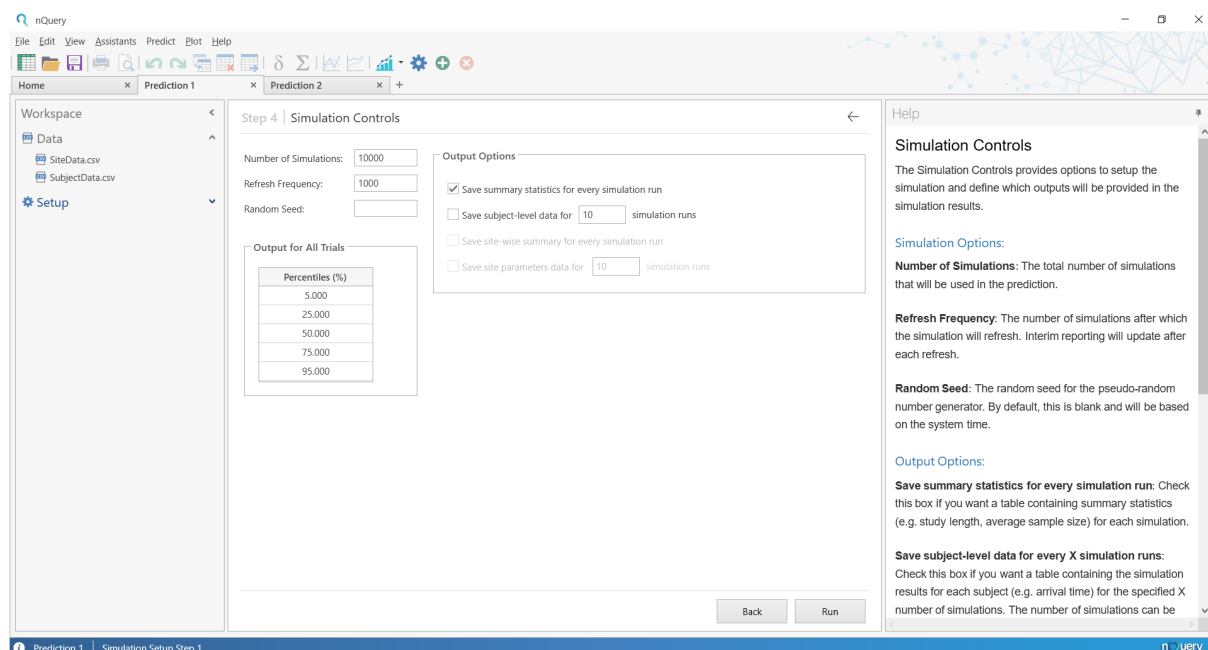 nQuery
File Edit View Assistants Predict Plot Help
Home × Prediction 1 × Prediction 2 × +
Workspace
Data
SiteData.csv
SubjectData.csv
Setup
Step 4 | Simulation Controls
Number of Simulations: 10000
Refresh Frequency: 1000
Random Seed:
Output for All Trials
Percentiles (%)
5.000
25.000
50.000
75.000
95.000
Output Options
Save summary statistics for every simulation run
Save subject-level data for 10 simulation runs
Save site-wise summary for every simulation run
Save site parameters data for 10 simulation runs
Back Run
Help
Simulation Controls
The Simulation Controls provides options to setup the
simulation and define which outputs will be provided in the
simulation results.
Simulation Options:
Number of Simulations: The total number of simulations
that will be used in the prediction.
Refresh Frequency: The number of simulations after which
the simulation will refresh. Interim reporting will update after
each refresh.
Random Seed: The random seed for the pseudo-random
number generator. By default, this is blank and will be based
on the system time.
Output Options:
Save summary statistics for every simulation run: Check
this box if you want a table containing summary statistics
(e.g. study length, average sample size) for each simulation.
Save subject-level data for every X simulation runs:
Check this box if you want a table containing the simulation
results for each subject (e.g. arrival time) for the specified X
number of simulations. The number of simulations can be
Prediction 1 | Simulation Setup Step 1
nQuery